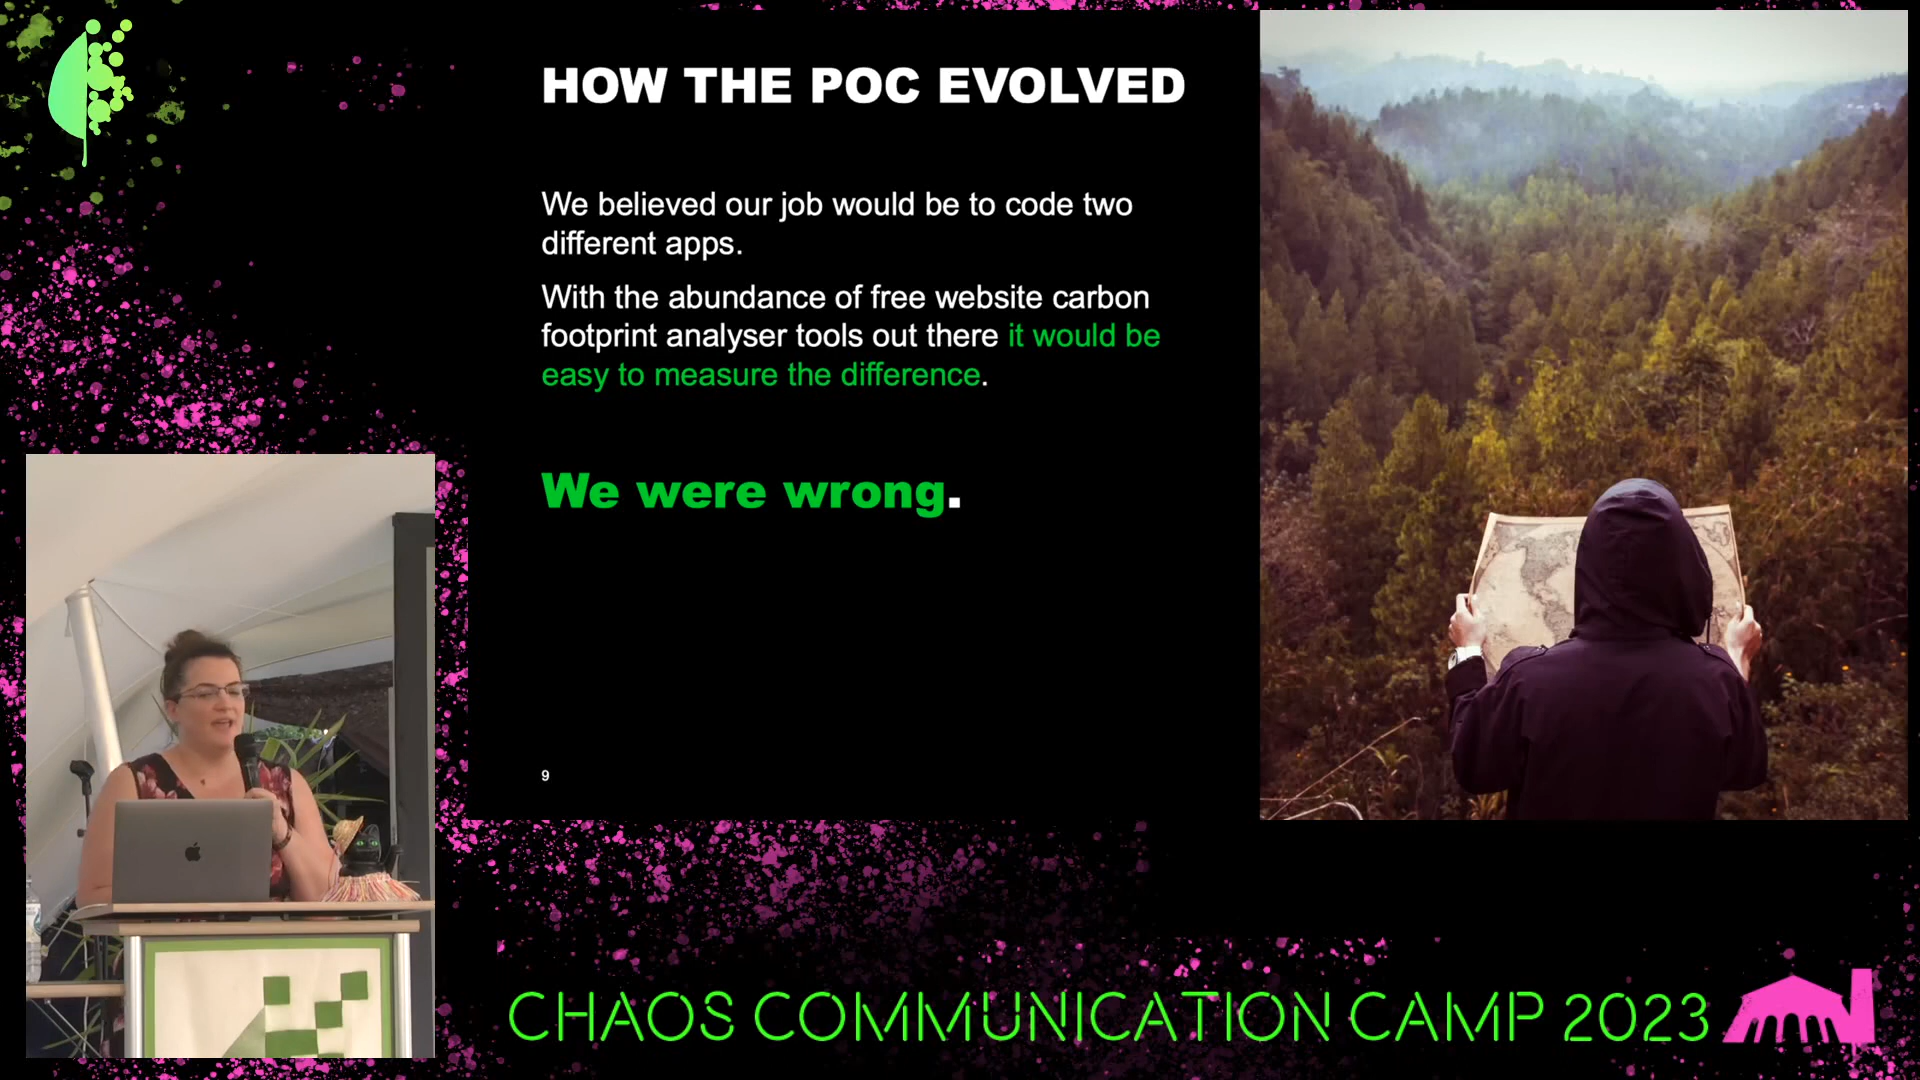 HOW THE POC EVOLVED
We believed our job would be to code two
different apps.
With the abundance of free website carbon
footprint analyser tools out there it would be
easy to measure the difference.
We were wrong.
9
CHAOS COMMUNICATION CAMP 2023